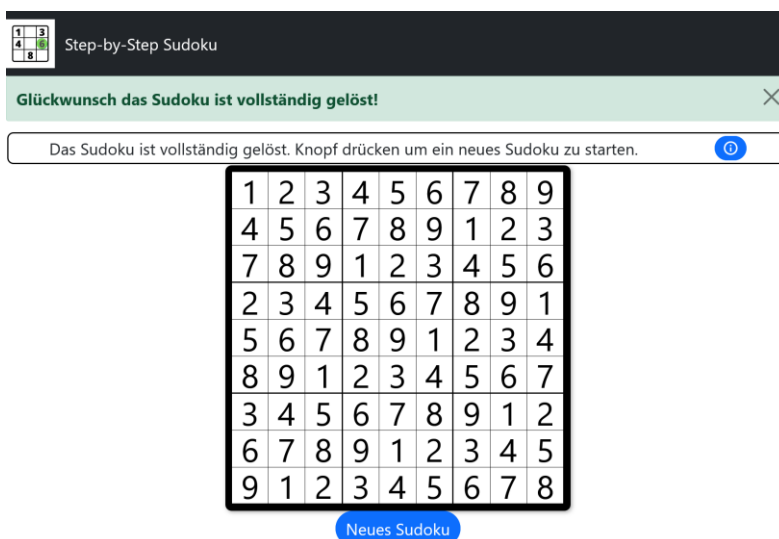 1 3
4 6
8
Step-by-Step Sudoku
Glückwunsch das Sudoku ist vollständig gelöst!
Das Sudoku ist vollständig gelöst. Knopf drücken um ein neues Sudoku zu starten.
1 2 3 4 5 6 7 8 9
4 5 6 7 8 9 1 2 3
7 8 9 1 2 3 4 5 6
2 3 4 5 6 7 8 9 1
5 6 7 8 9 1 2 3 4
8 9 1 2 3 4 5 6 7
3 4 5 6 7 8 9 1 2
6 7 8 9 1 2 3 4 5
9 1 2 3 4 5 6 7 8
Neues Sudoku